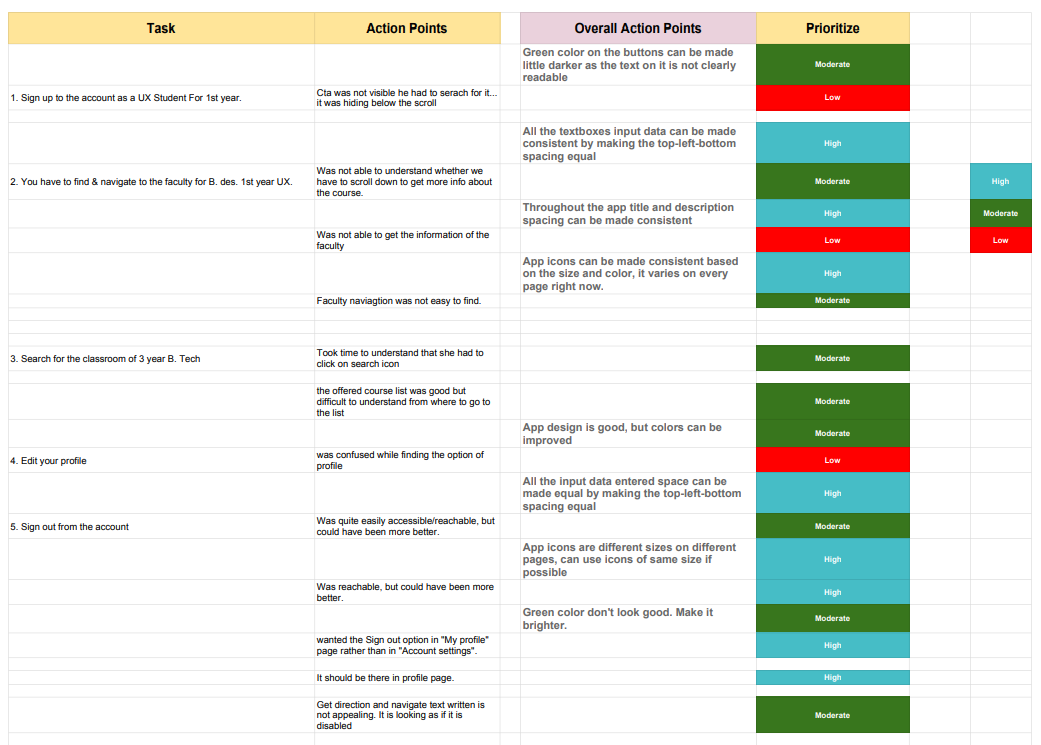 Task Action Points Overall Action Points Prioritize
Green color on the buttons can be made
little darker as the text on it is not clearly
readable
Moderate
1. Sign up to the account as a UX Student For 1st year.
Cta was not visible he had to serach for it...
it was hiding below the scroll
Low
All the textboxes input data can be made
consistent by making the top-left-bottom
spacing equal
High
2. You have to find & navigate to the faculty for B. des. 1st year UX.
Was not able to understand whether we
have to scroll down to get more info about
the course.
Moderate
High
Throughout the app title and description
spacing can be made consistent
High
Moderate
Was not able to get the information of the
faculty
Low
Low
App icons can be made consistent based
on the size and color, it varies on every
page right now.
High
Faculty naviagtion was not easy to find.
Moderate
3. Search for the classroom of 3 year B. Tech
Took time to understand that she had to
click on search icon
Moderate
the offered course list was good but
difficult to understand from where to go to
the list
Moderate
App design is good, but colors can be
improved
Moderate
4. Edit your profile
was confused while finding the option of
profile
Low
All the input data entered space can be
made equal by making the top-left-bottom
spacing equal
High
5. Sign out from the account
Was quite easily accessible/reachable, but
could have been more better.
Moderate
App icons are different sizes on different
pages, can use icons of same size if
possible
High
Was reachable, but could have been more
better.
High
Green color don't look good. Make it
brighter.
Moderate
wanted the Sign out option in "My profile"
page rather than in "Account settings".
High
It should be there in profile page.
High
Get direction and navigate text written is
not appealing. It is looking as if it is
disabled
Moderate